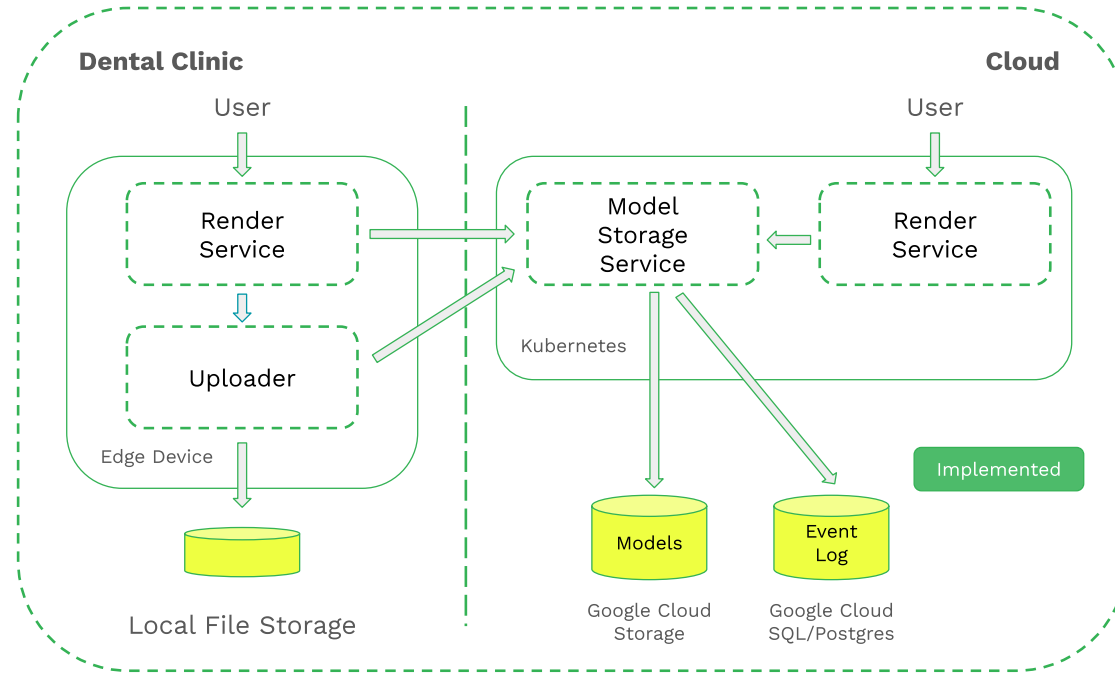 Dental Clinic
Cloud
User
User
Render
Service
Model
Storage
Service
Render
Service
Kubernetes
Uploader
Edge Device
Implemented
Models
Event
Log
Local File Storage
Google Cloud
Storage
Google Cloud
SQL/Postgres